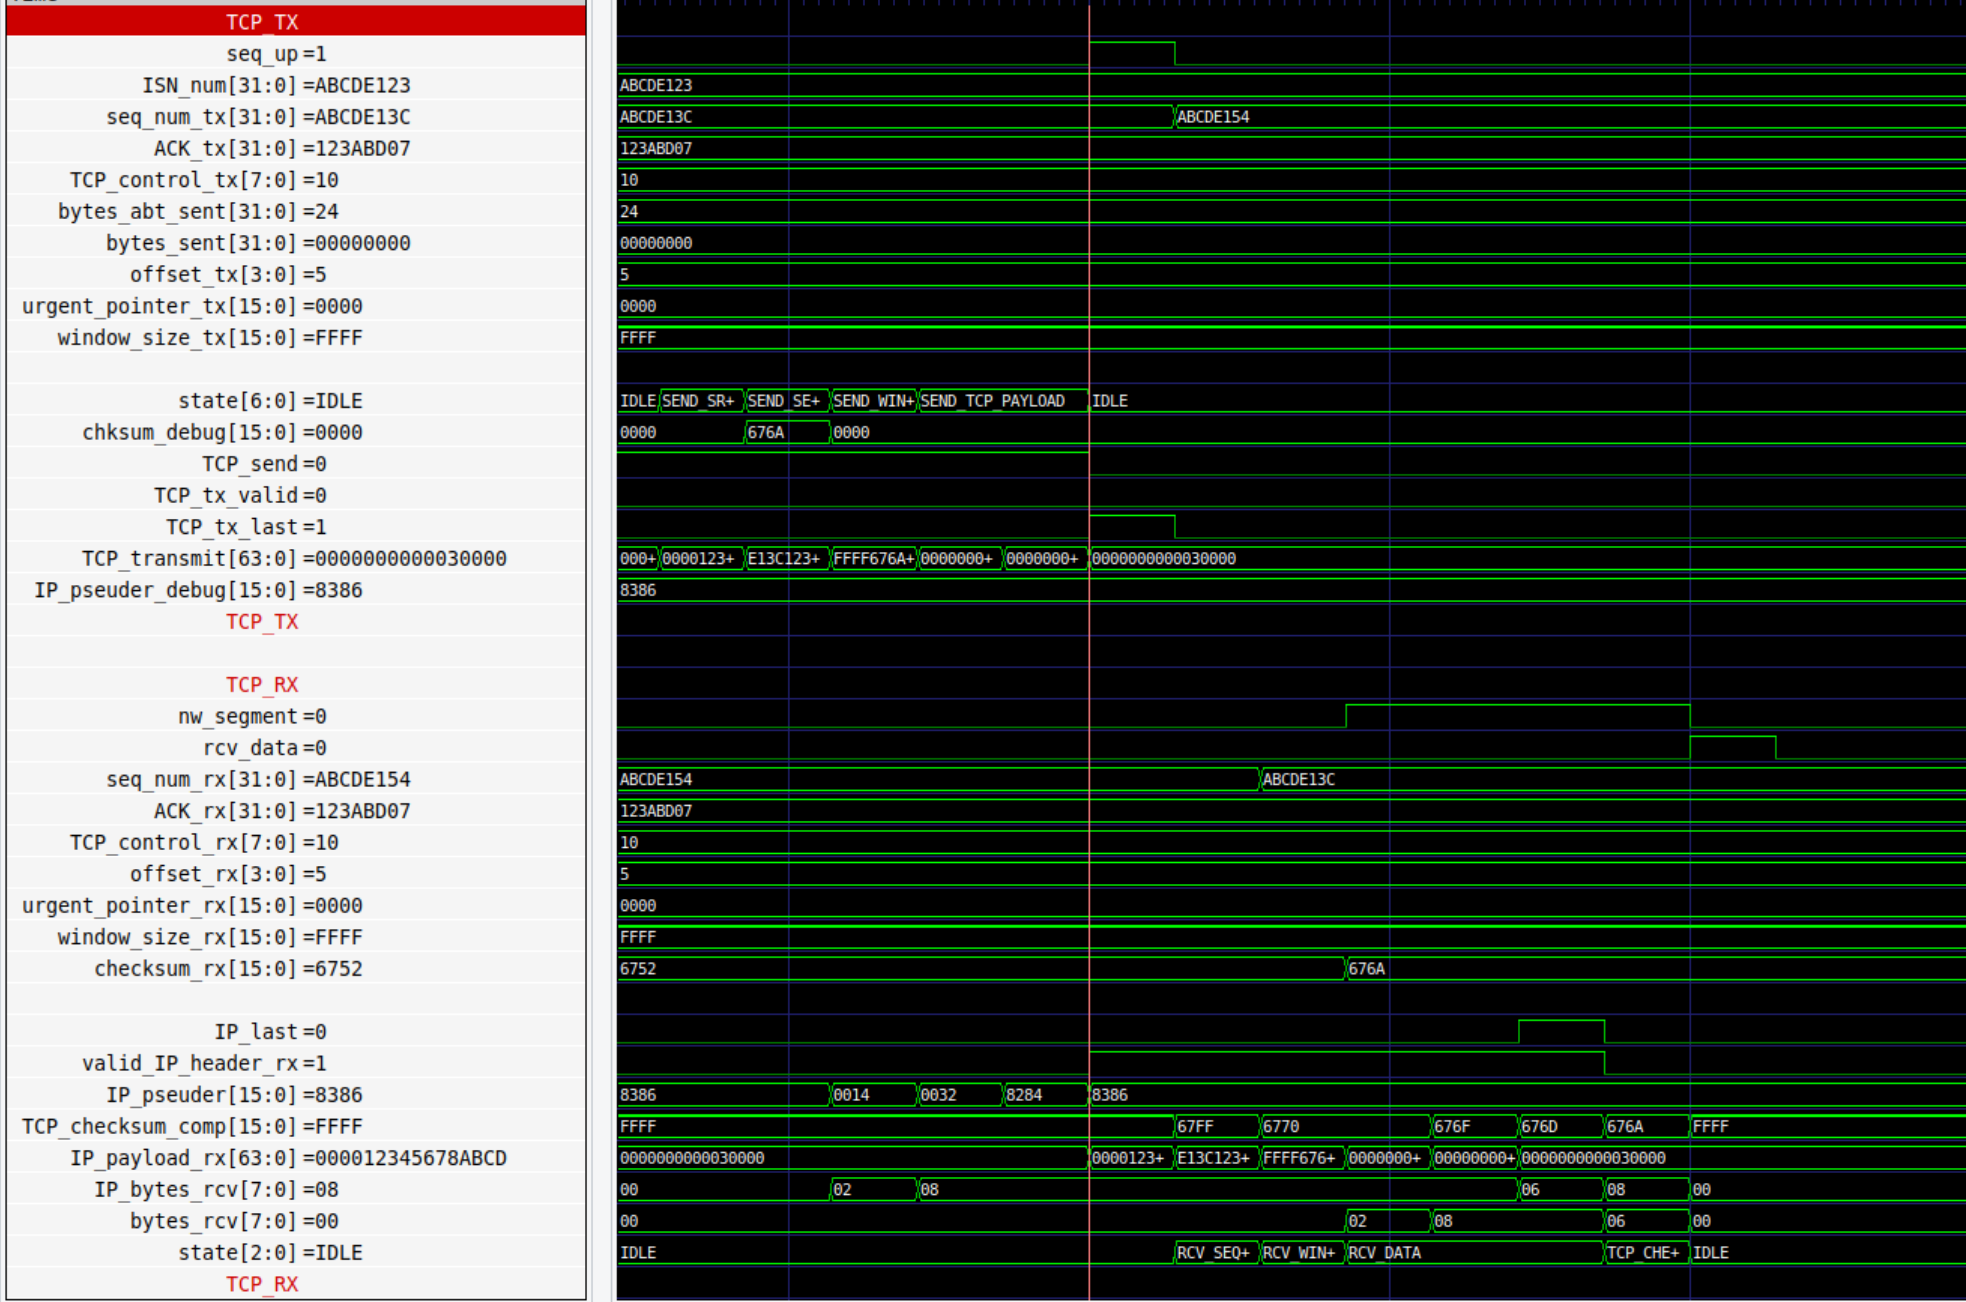 TCP_TX
seq_up =1
ISN_num[31:0] =ABCDE123 ABCDE123
seq_num_tx[31:0] =ABCDE13C ABCDE13C ABCDE154
ACK_tx[31:0] =123ABD07 123ABD07
TCP_control_tx[7:0] =10 10
bytes_abt_sent[31:0] =24 24
bytes_sent[31:0] =00000000 00000000
offset_tx[3:0] =5 5
urgent_pointer_tx[15:0] =0000 0000
window_size_tx[15:0] =FFFF FFFF
state[6:0] =IDLE IDLE SEND_SR+ SEND_SE+ SEND_WIN+ SEND_TCP_PAYLOAD IDLE
chksum_debug[15:0] =0000 0000 676A 0000
TCP_send =0
TCP_tx_valid =0
TCP_tx_last =1
TCP_transmit[63:0] =0000000000030000 000+ 0000123+ E13C123+ FFFF676A+ 0000000+ 0000000+ 0000000000030000
IP_pseuder_debug[15:0] =8386 8386
TCP_TX
TCP_RX
nw_segment =0
rcv_data =0
seq_num_rx[31:0] =ABCDE154 ABCDE154 ABCDE13C
ACK_rx[31:0] =123ABD07 123ABD07
TCP_control_rx[7:0] =10 10
offset_rx[3:0] =5 5
urgent_pointer_rx[15:0] =0000 0000
window_size_rx[15:0] =FFFF FFFF
checksum_rx[15:0] =6752 6752 676A
IP_last =0
valid_IP_header_rx =1
IP_pseuder[15:0] =8386 8386 0014 0032 8284 8386
TCP_checksum_comp[15:0] =FFFF FFFF 67FF 6770 676F 676D 676A FFFF
IP_payload_rx[63:0] =000012345678ABCD 0000000000030000 0000123+ E13C123+ FFFF676+ 0000000+ 00000000+ 0000000000030000
IP_bytes_rcv[7:0] =08 00 02 08 06 08 00
bytes_rcv[7:0] =00 00 02 08 06 00
state[2:0] =IDLE IDLE RCV_SEQ+ RCV_WIN+ RCV_DATA TCP_CHE+ IDLE
TCP_RX